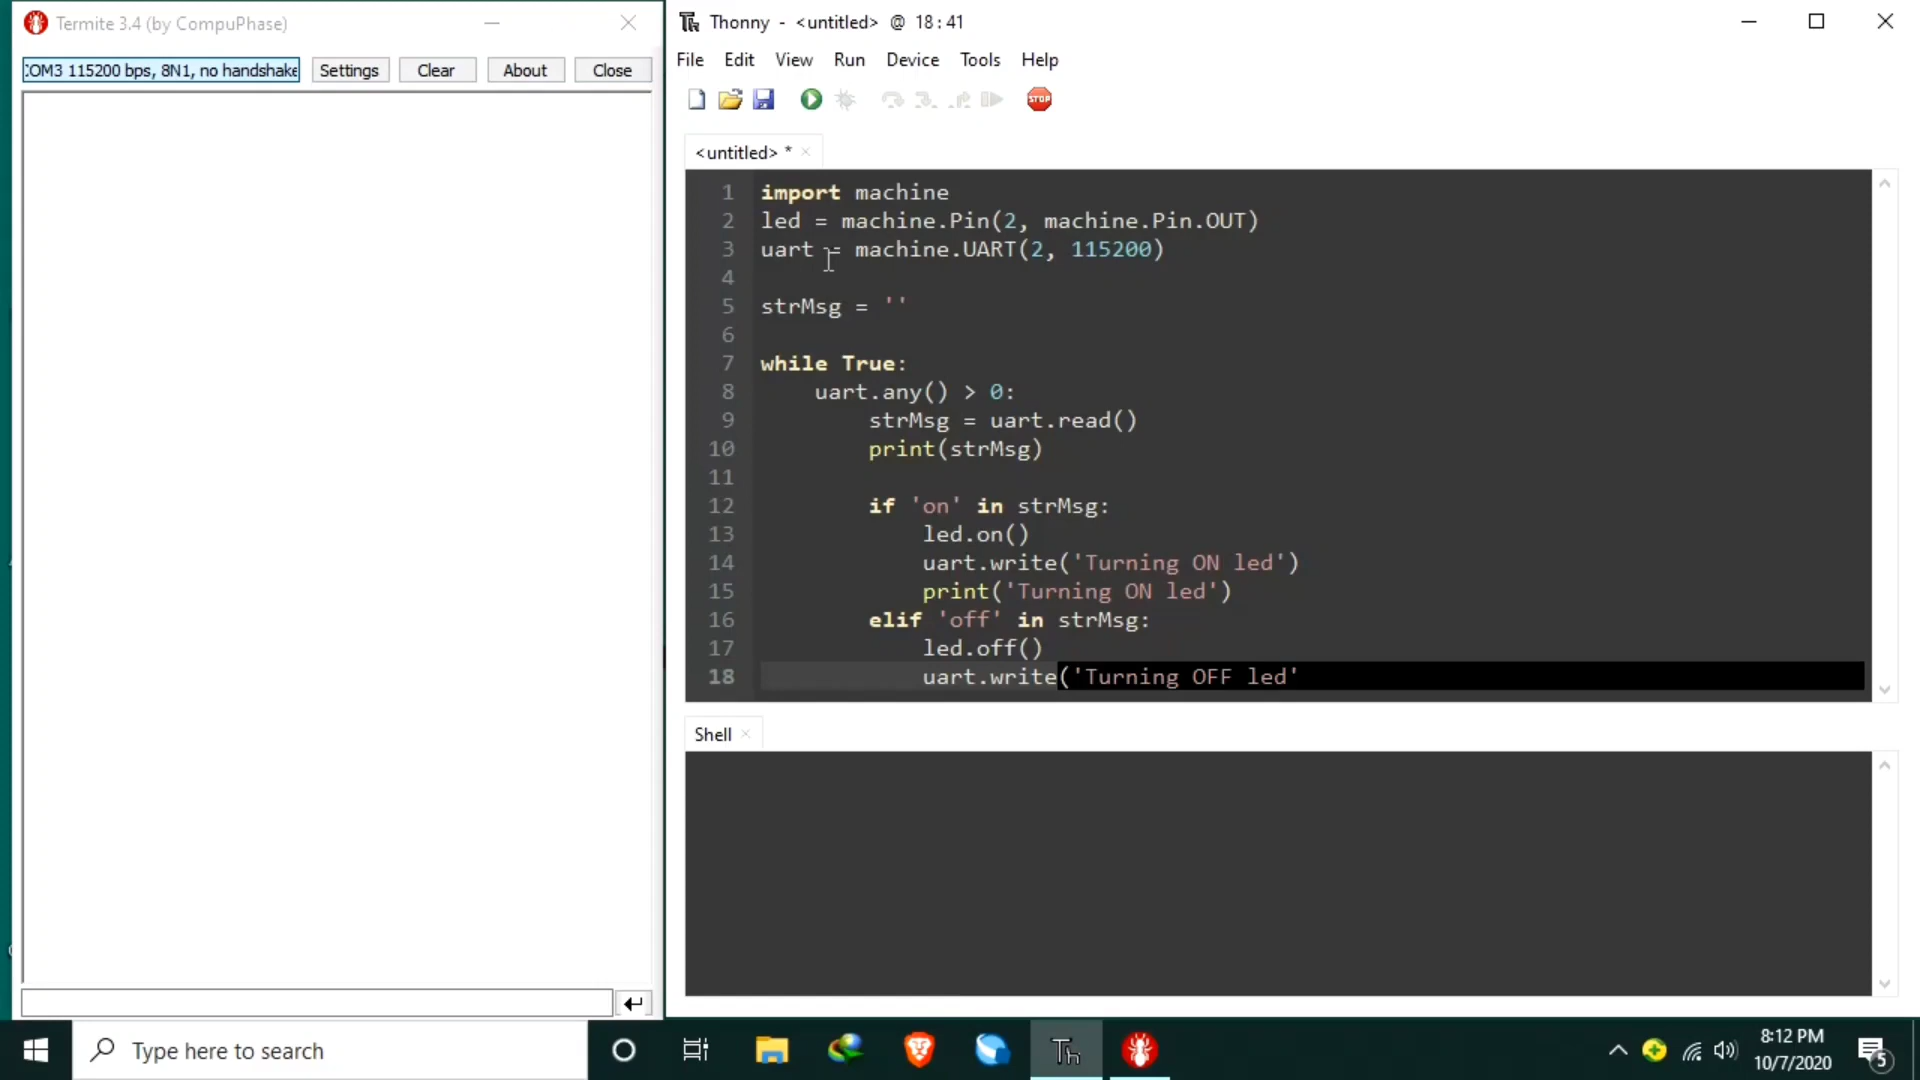 Termite 3.4 (by CompuPhase)
COM3 115200 bps, 8N1, no handshake
Settings
Clear
About
Close
Thonny - <untitled> @ 18:41
File Edit View Run Device Tools Help
STOP
<untitled> *
1 import machine
2 led = machine.Pin(2, machine.Pin.OUT)
3 uart = machine.UART(2, 115200)
4
5 strMsg = ''
6
7 while True:
8 uart.any() > 0:
9 strMsg = uart.read()
10 print(strMsg)
11
12 if 'on' in strMsg:
13 led.on()
14 uart.write('Turning ON led')
15 print('Turning ON led')
16 elif 'off' in strMsg:
17 led.off()
18 uart.write('Turning OFF led'
Shell
Type here to search
Th
8:12 PM
10/7/2020
5